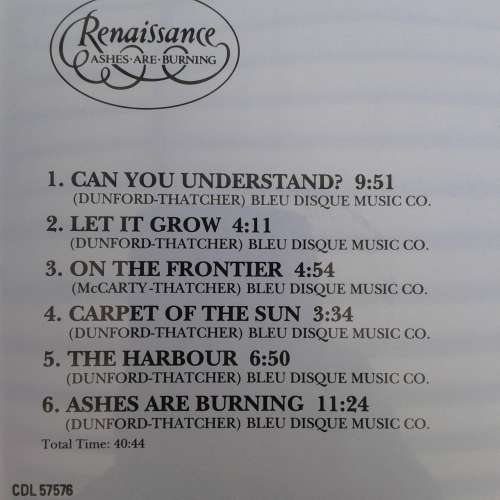 Renaissance
ASHES·ARE·BURNING
1. CAN YOU UNDERSTAND? 9:51
(DUNFORD-THATCHER) BLEU DISQUE MUSIC CO.
2. LET IT GROW 4:11
(DUNFORD-THATCHER) BLEU DISQUE MUSIC CO.
3. ON THE FRONTIER 4:54
(McCARTY-THATCHER) BLEU DISQUE MUSIC CO.
4. CARPET OF THE SUN 3:34
(DUNFORD-THATCHER) BLEU DISQUE MUSIC CO.
5. THE HARBOUR 6:50
(DUNFORD-THATCHER) BLEU DISQUE MUSIC CO.
6. ASHES ARE BURNING 11:24
(DUNFORD-THATCHER) BLEU DISQUE MUSIC CO.
Total Time: 40:44
CDL 57576